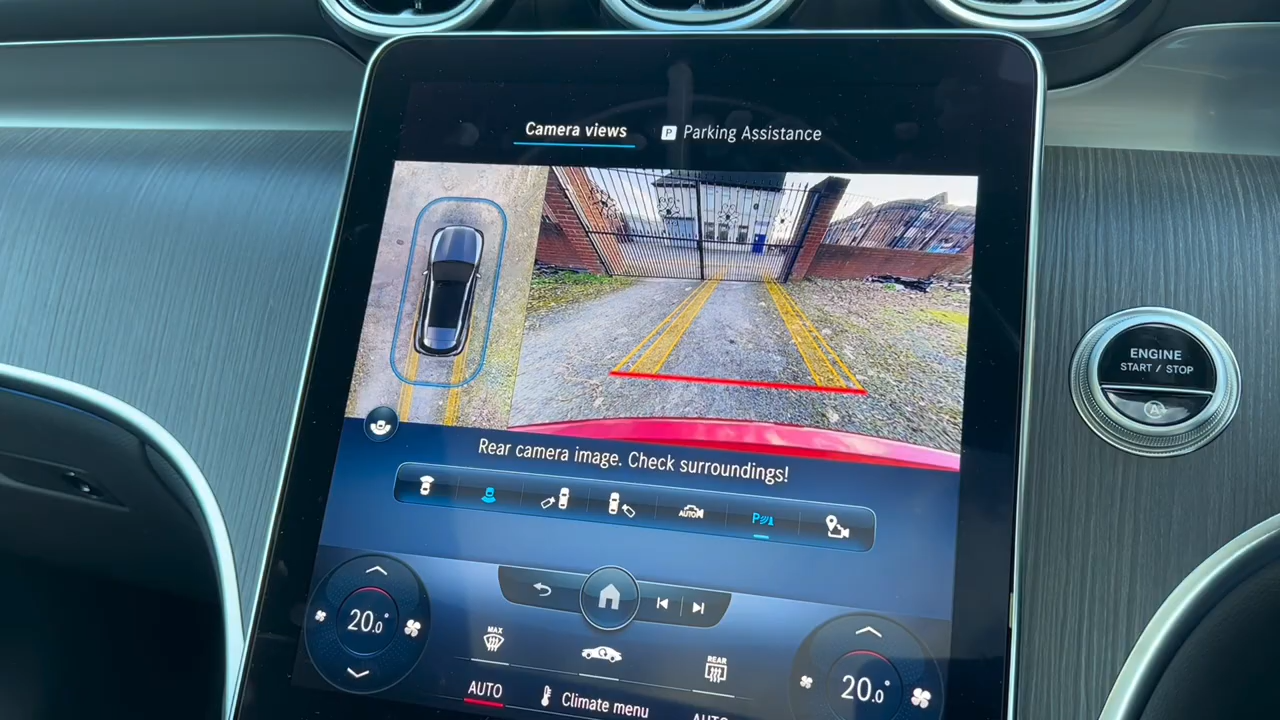 Camera views
P Parking Assistance
ENGINE
START / STOP
A
Rear camera image. Check surroundings!
AUTO
P
20.0°
MAX
REAR
20.0°
AUTO
Climate menu
AUTO